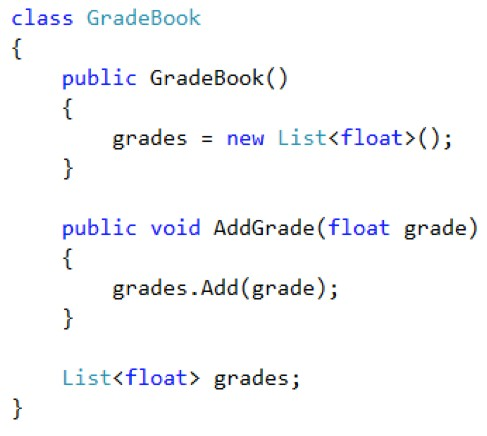 class GradeBook
{
    public GradeBook()
    {
        grades = new List<float>();
    }

    public void AddGrade(float grade)
    {
        grades.Add(grade);
    }

    List<float> grades;
}